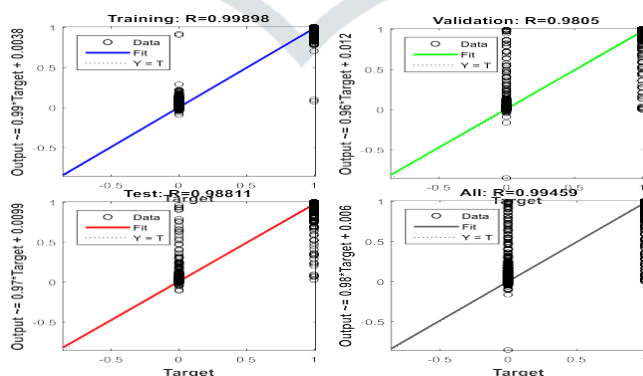 Training: R=0.99898
Output ~= 0.99*Target + 0.0038
1
0.5
0
-0.5
Data
Fit
Y = T
-0.5 0 0.5 1
Target
Validation: R=0.9805
Output ~= 0.96*Target + 0.012
1
0.5
0
-0.5
Data
Fit
Y = T
-0.5 0 0.5 1
Target
Test: R=0.98811
Output ~= 0.97*Target + 0.0099
1
0.5
0
-0.5
Data
Fit
Y = T
-0.5 0 0.5 1
Target
All: R=0.99459
Output ~= 0.98*Target + 0.006
1
0.5
0
-0.5
Data
Fit
Y = T
-0.5 0 0.5 1
Target